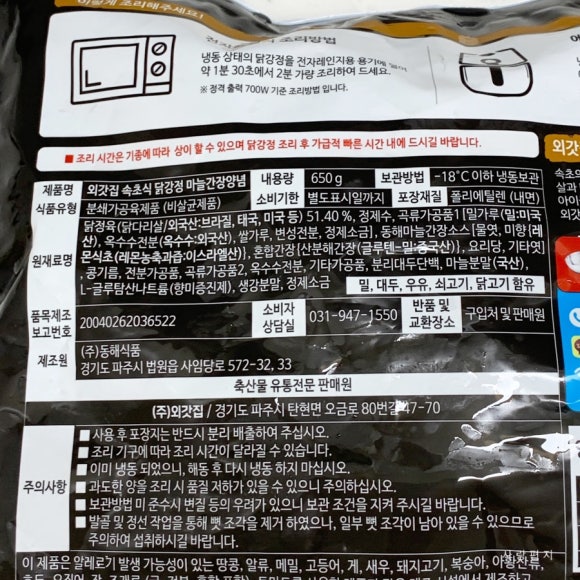 이렇게 조리해주세요!
조리방법
냉동 상태의 닭강정을 전자레인지용 용기에
약 1분 30초에서 2분 가량 조리하여 드세요.
※ 정격 출력 700W 기준 조리방법 입니다.
■ 조리 시간은 기종에 따라 상이 할 수 있으며 닭강정 조리 후 가급적 빠른 시간 내에 드시길 바랍니다.
제품명 외갓집 속초식 닭강정 마늘간장양념 내용량 650 g 보관방법 -18°C 이하 냉동보관
식품유형 분쇄가공육제품 (비살균제품) 소비기한 별도표시일까지 포장재질 폴리에틸렌 (내면)
원재료명
닭정육(닭다리살/외국산:브라질, 태국, 미국 등) 51.40 %, 정제수, 곡류가공품1 [밀가루(밀:미국
산), 옥수수전분(옥수수:외국산), 쌀가루, 변성전분, 정제소금], 동해마늘간장소스[물엿, 미향(레
몬식초(레몬농축과즙:이스라엘산)}, 혼합간장{산분해간장(글루텐-밀:중국산)}, 요리당, 기타엿]
, 콩기름, 전분가공품, 곡류가공품2, 옥수수전분, 기타가공품, 분리대두단백, 마늘분말(국산),
L-글루탐산나트륨(향미증진제), 생강분말, 정제소금
밀, 대두, 우유, 쇠고기, 닭고기 함유
품목제조
보고번호
20040262036522
소비자
상담실
031-947-1550
반품 및
교환장소
구입처 및 판매원
제조원
(주)동해식품
경기도 파주시 법원읍 사임당로 572-32, 33
축산물 유통전문 판매원
(주)외갓집 / 경기도 파주시 탄현면 오금로 80번길 47-70
주의사항
■ 사용 후 포장지는 반드시 분리 배출하여 주십시오.
■ 조리 기구에 따라 조리 시간이 달라질 수 있습니다.
■ 이미 냉동 되었으니, 해동 후 다시 냉동 하지 마십시오.
■ 과도한 양을 조리 시 품질 저하가 있을 수 있으니 주의하십시오.
■ 보관방법 미 준수시 변질 등의 우려가 있으니 보관 조건을 지켜 주시길 바랍니다.
■ 발골 및 정선 작업을 통해 뼛 조각을 제거 하였으나, 일부 뼛 조각이 남아 있을 수 있으므로
주의하여 섭취하시길 바랍니다.
이 제품은 알레르기 발생 가능성이 있는 땅콩, 알류, 메밀, 고등어, 게, 새우, 돼지고기, 복숭아, 아황산류,
외갓
속초의
살과